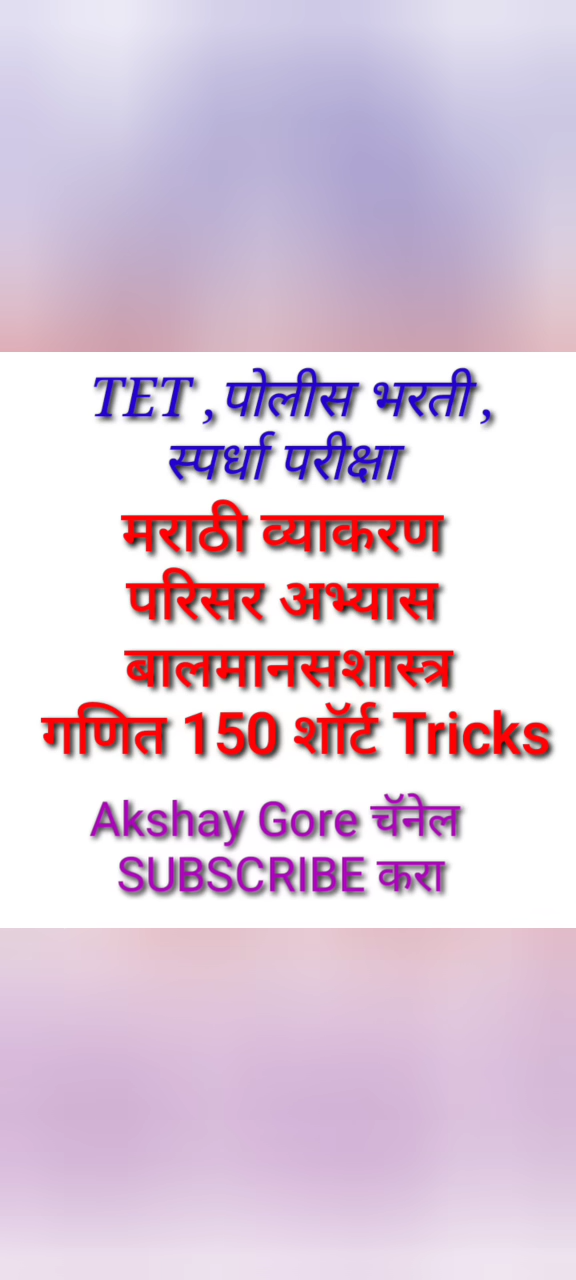 TET ,पोलीस भरती ,
स्पर्धा परीक्षा
मराठी व्याकरण
परिसर अभ्यास
बालमानसशास्त्र
गणित 150 शॉर्ट Tricks
Akshay Gore चॅनेल
SUBSCRIBE करा